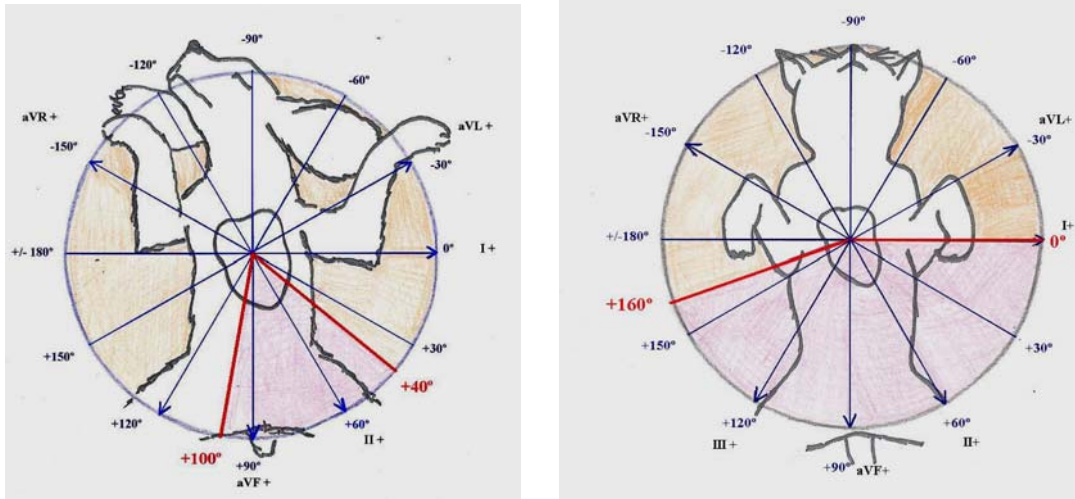 -90º
-120º
-60º
aVR +
aVL +
-150º
-30º
+/- 180º
0º
I +
+150º
+30º
+40º
+120º
+60º
II +
+100º
+90º
aVF +
-90º
-120º
-60º
aVR+
aVL+
-150º
-30º
I+
+/-180º
0º
+160º
+150º
+30º
+120º
+60º
III +
II+
+90º
aVF+